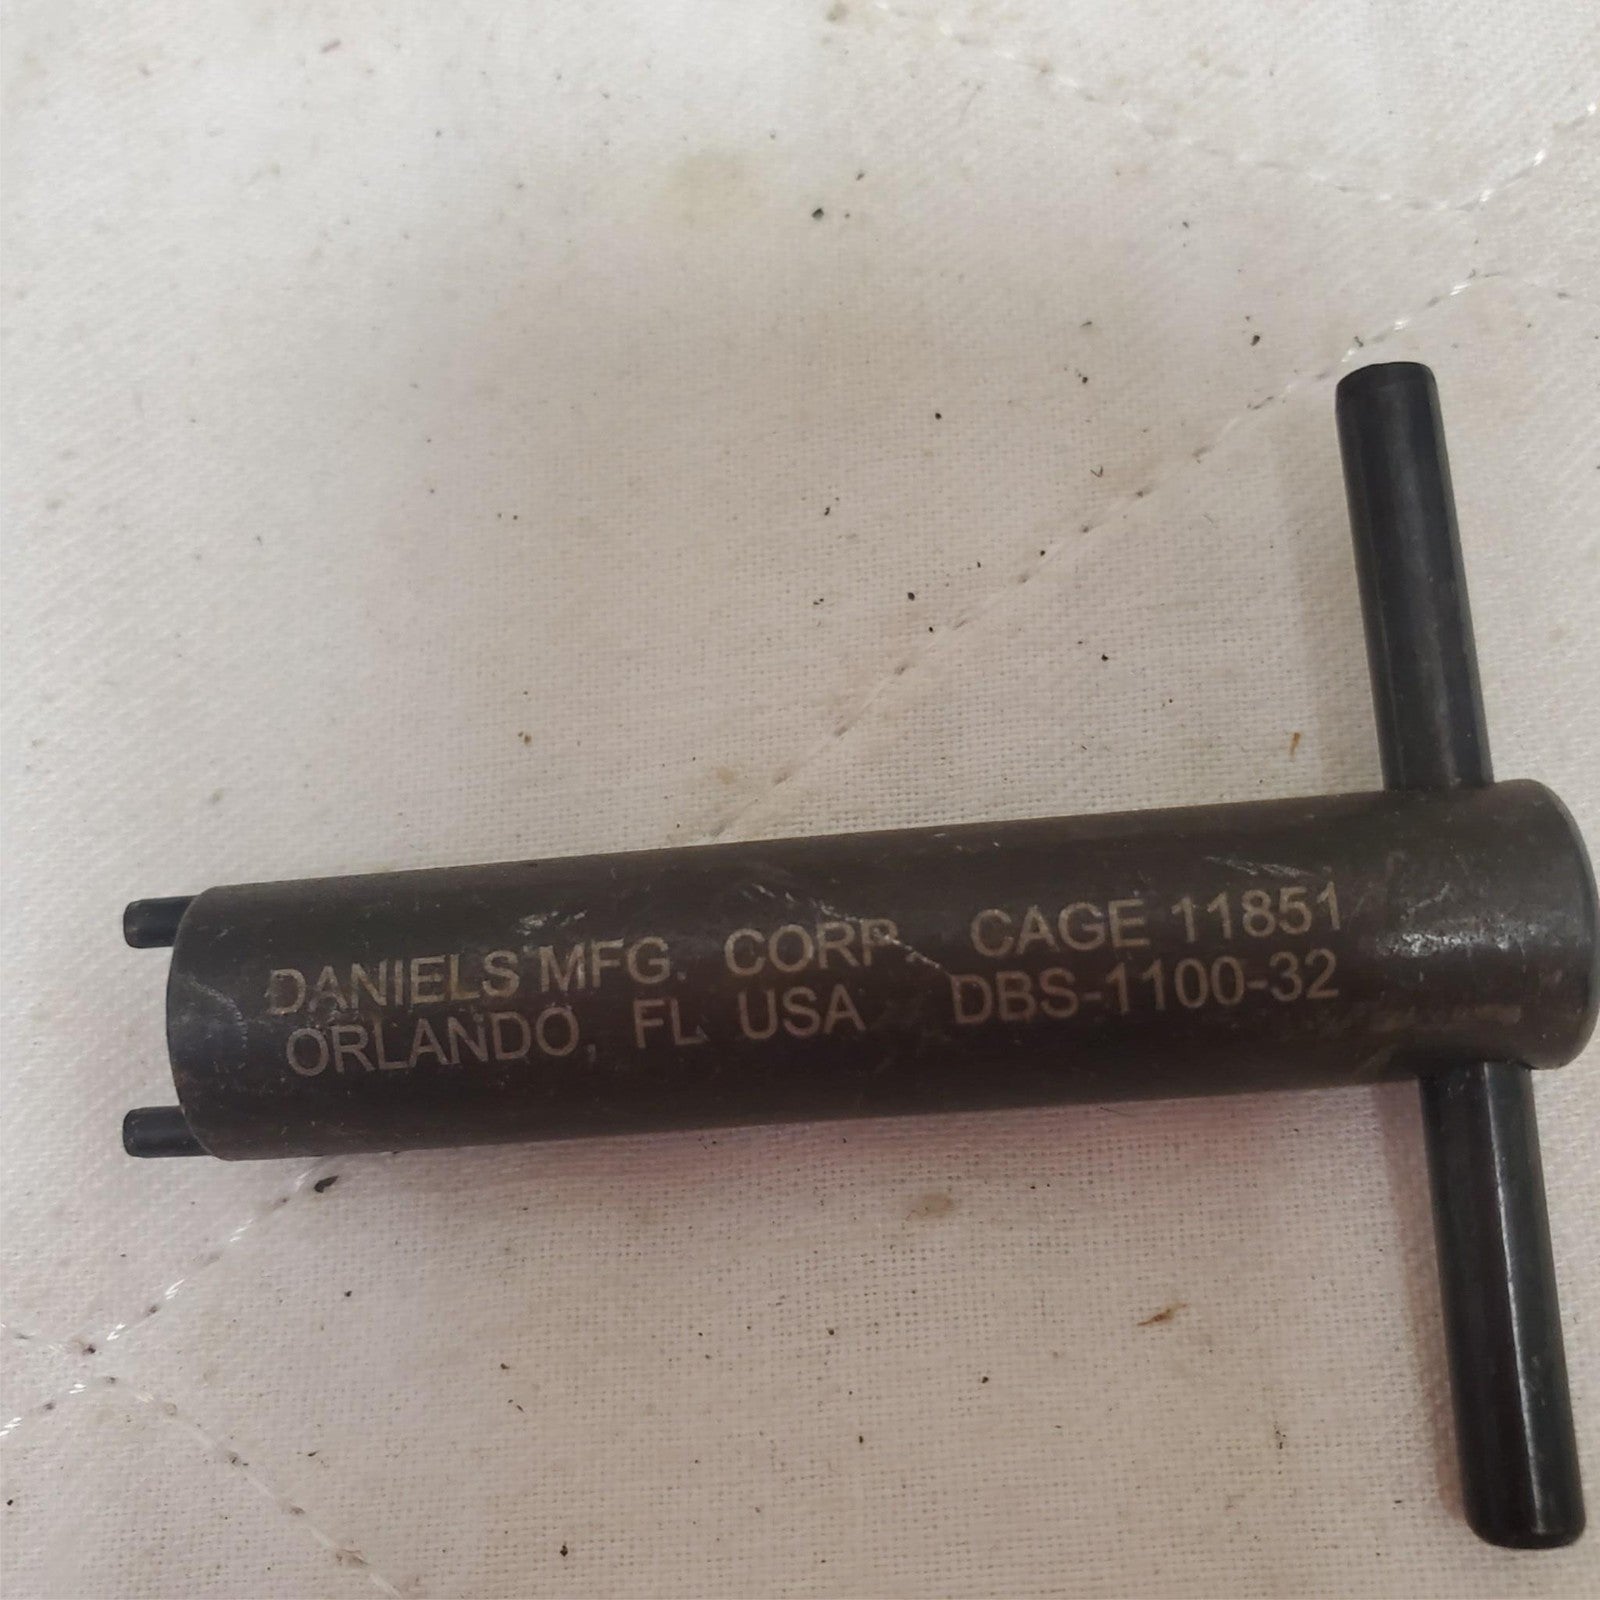 DANIELS MFG. CORP. CAGE 11851
ORLANDO, FL USA DBS-1100-32